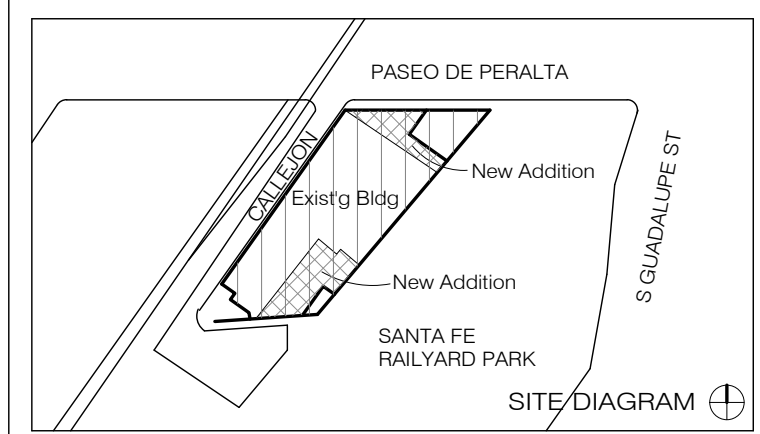 PASEO DE PERALTA
CALLEJON
New Addition
S GUADALUPE ST
Exist'g Bldg
New Addition
SANTA FE
RAILYARD PARK
SITE DIAGRAM